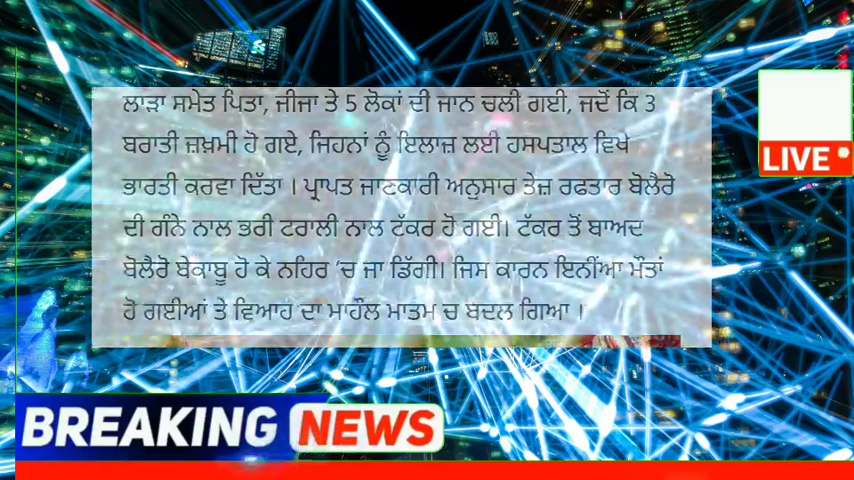 ਲਾੜਾ ਸਮੇਤ ਪਿਤਾ, ਜੀਜਾ ਤੇ 5 ਲੋਕਾਂ ਦੀ ਜਾਨ ਚਲੀ ਗਈ, ਜਦੋਂ ਕਿ 3
ਬਰਾਤੀ ਜ਼ਖ਼ਮੀ ਹੋ ਗਏ, ਜਿਹਨਾਂ ਨੂੰ ਇਲਾਜ਼ ਲਈ ਹਸਪਤਾਲ ਵਿਖੇ
ਭਾਰਤੀ ਕਰਵਾ ਦਿੱਤਾ । ਪ੍ਰਾਪਤ ਜਾਣਕਾਰੀ ਅਨੁਸਾਰ ਤੇਜ਼ ਰਫਤਾਰ ਬੋਲੈਰੋ
ਦੀ ਗੰਨੇ ਨਾਲ ਭਰੀ ਟਰਾਲੀ ਨਾਲ ਟੱਕਰ ਹੋ ਗਈ। ਟੱਕਰ ਤੋਂ ਬਾਅਦ
ਬੋਲੈਰੋ ਬੇਕਾਬੂ ਹੋ ਕੇ ਨਹਿਰ 'ਚ ਜਾ ਡਿੱਗੀ। ਜਿਸ ਕਾਰਨ ਇਨੀਂਆ ਮੌਤਾਂ
ਹੋ ਗਈਆਂ ਤੇ ਵਿਆਹ ਦਾ ਮਾਹੌਲ ਮਾਤਮ ਚ ਬਦਲ ਗਿਆ ।
LIVE
BREAKING NEWS